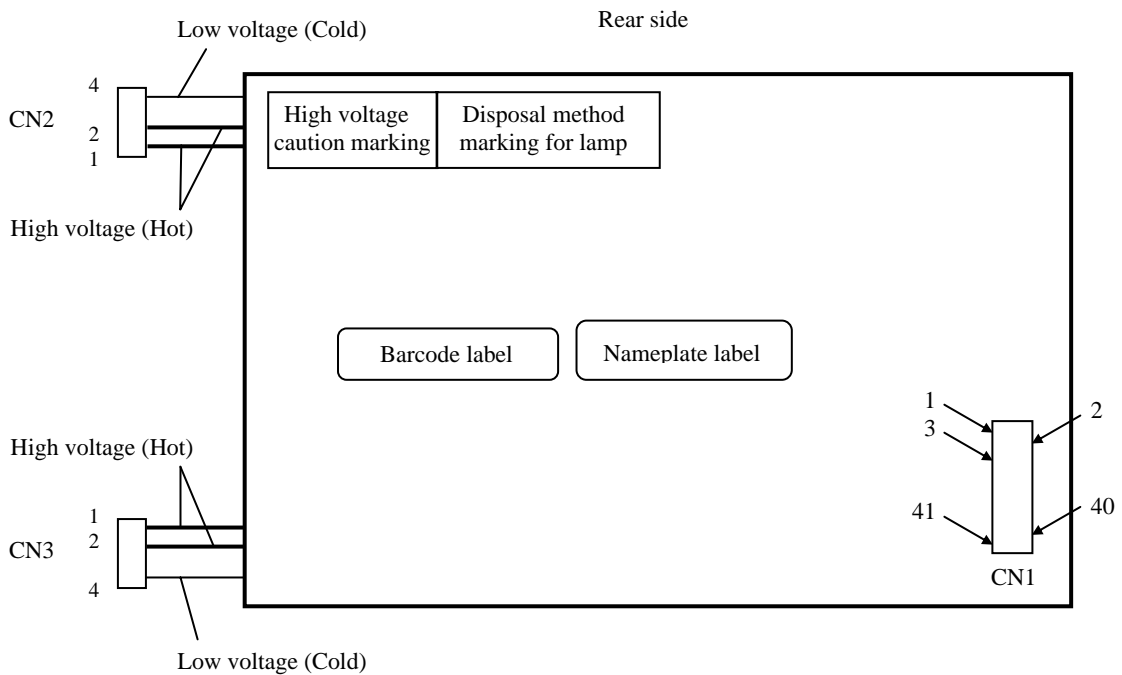 Rear side
Low voltage (Cold)
4
CN2
2
1
High voltage (Hot)
High voltage
caution marking
Disposal method
marking for lamp
Barcode label
Nameplate label
High voltage (Hot)
1
CN3
2
4
Low voltage (Cold)
1
2
3
41
40
CN1